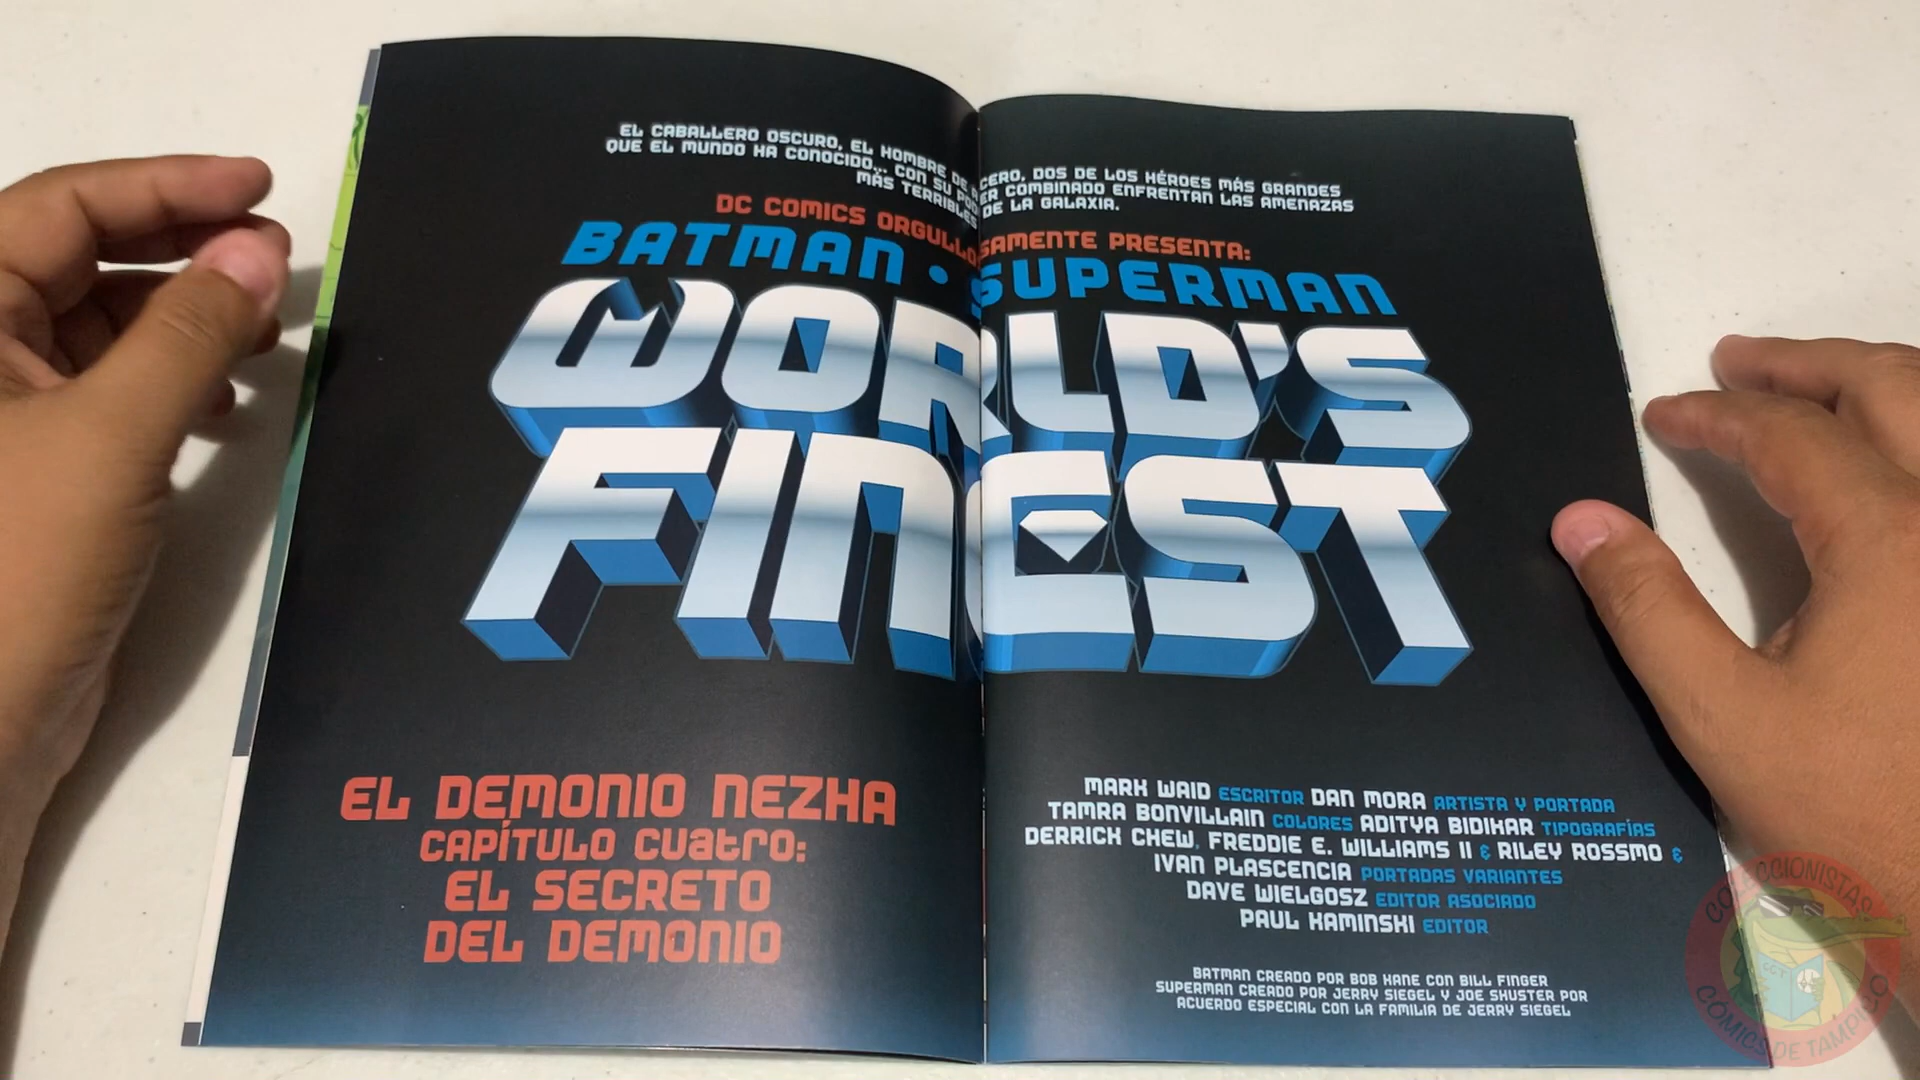 EL CABALLERO OSCURO, EL HOMBRE DE ACERO, DOS DE LOS HÉROES MÁS GRANDES
QUE EL MUNDO HA CONOCIDO... CON SU PODER COMBINADO ENFRENTAN LAS AMENAZAS
MÁS TERRIBLES DE LA GALAXIA.
DC COMICS ORGULLOSAMENTE PRESENTA:
BATMAN • SUPERMAN
WORLD'S
FINEST
EL DEMONIO NEZHA
CAPÍTULO CUATRO:
EL SECRETO
DEL DEMONIO
MARK WAID ESCRITOR DAN MORA ARTISTA Y PORTADA
TAMRA BONVILLAIN COLORES ADITYA BIDIKAR TIPOGRAFÍAS
DERRICK CHEW, FREDDIE E. WILLIAMS II & RILEY ROSSMO &
IVAN PLASCENCIA PORTADAS VARIANTES
DAVE WIELGOSZ EDITOR ASOCIADO
PAUL KAMINSKI EDITOR
BATMAN CREADO POR BOB KANE CON BILL FINGER
SUPERMAN CREADO POR JERRY SIEGEL Y JOE SHUSTER POR
ACUERDO ESPECIAL CON LA FAMILIA DE JERRY SIEGEL
COLECCIONISTAS
CCT
CÓMICS DE TAMPICO